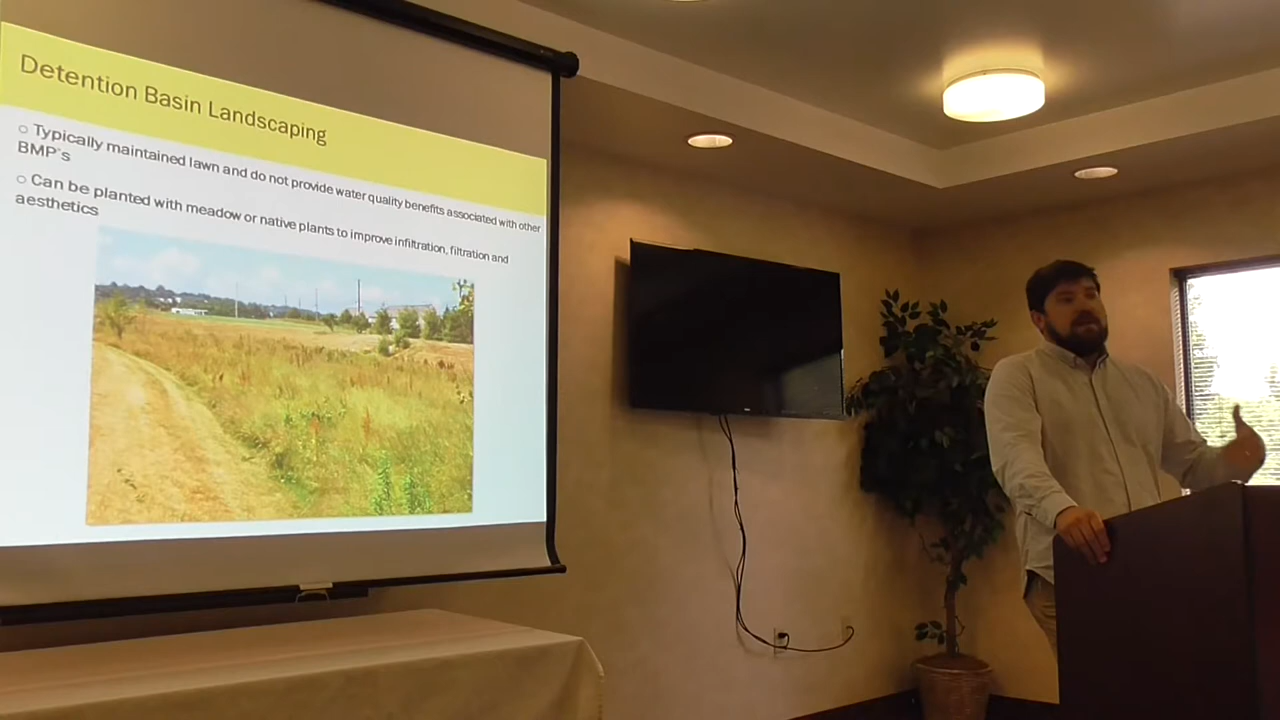 Detention Basin Landscaping
○ Typically maintained lawn and do not provide water quality benefits associated with other
BMP's
○ Can be planted with meadow or native plants to improve infiltration, filtration and
aesthetics